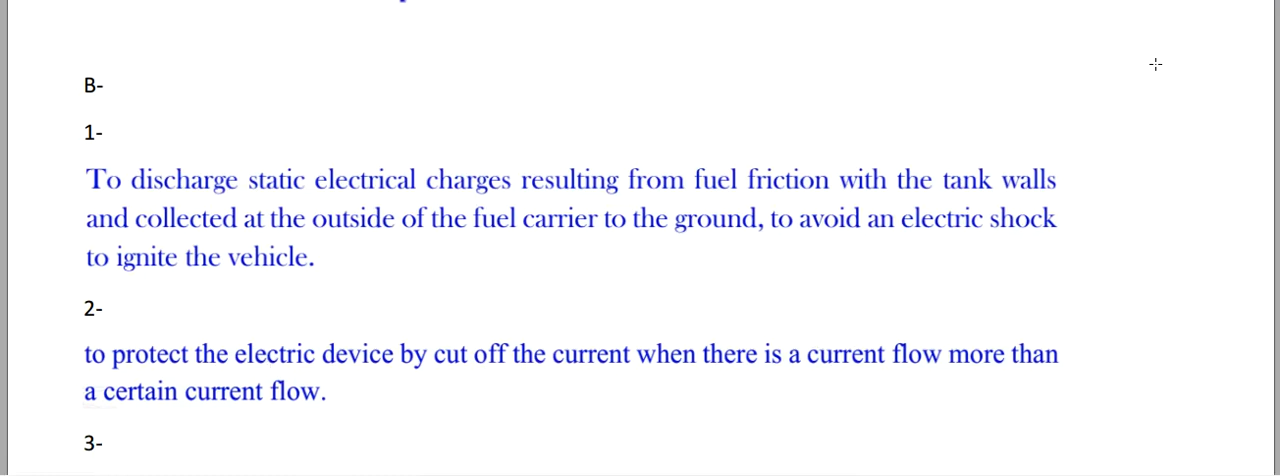 B-
1-
To discharge static electrical charges resulting from fuel friction with the tank walls
and collected at the outside of the fuel carrier to the ground, to avoid an electric shock
to ignite the vehicle.
2-
to protect the electric device by cut off the current when there is a current flow more than
a certain current flow.
3-